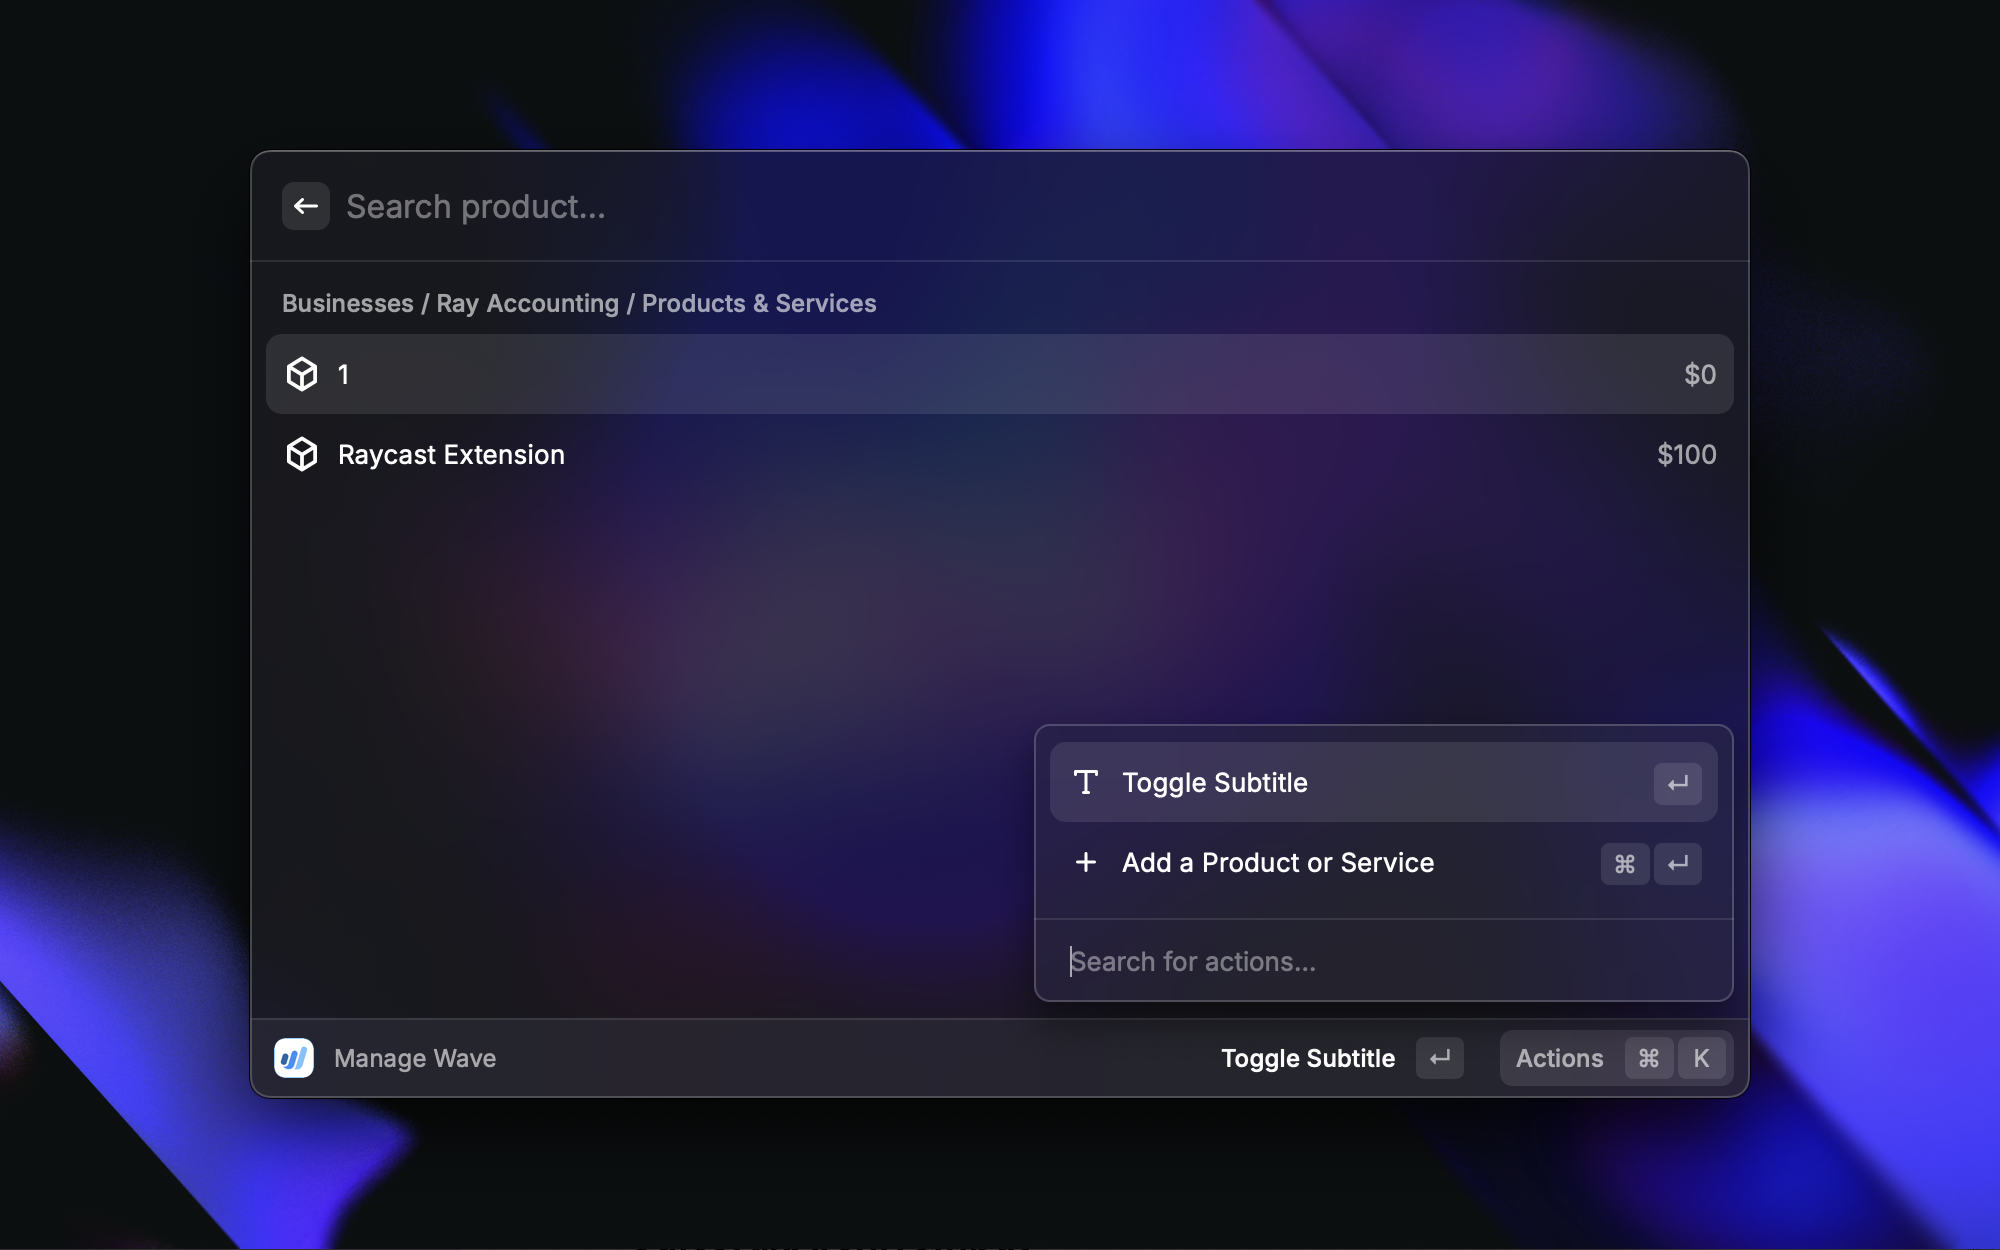 Search product...
Businesses / Ray Accounting / Products & Services
1 $0
Raycast Extension $100
Toggle Subtitle ↵
+ Add a Product or Service ⌘ ↵
Search for actions...
Manage Wave Toggle Subtitle ↵ Actions ⌘ K